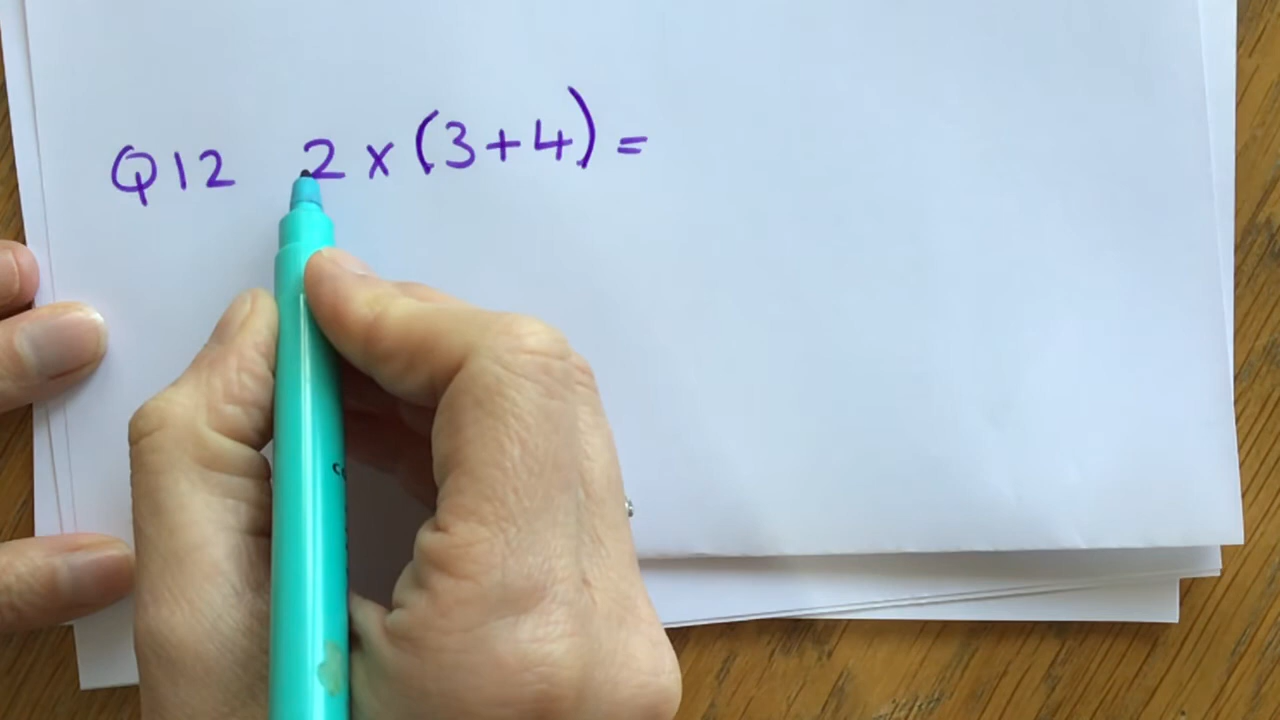 Q12 2 x (3+4) =